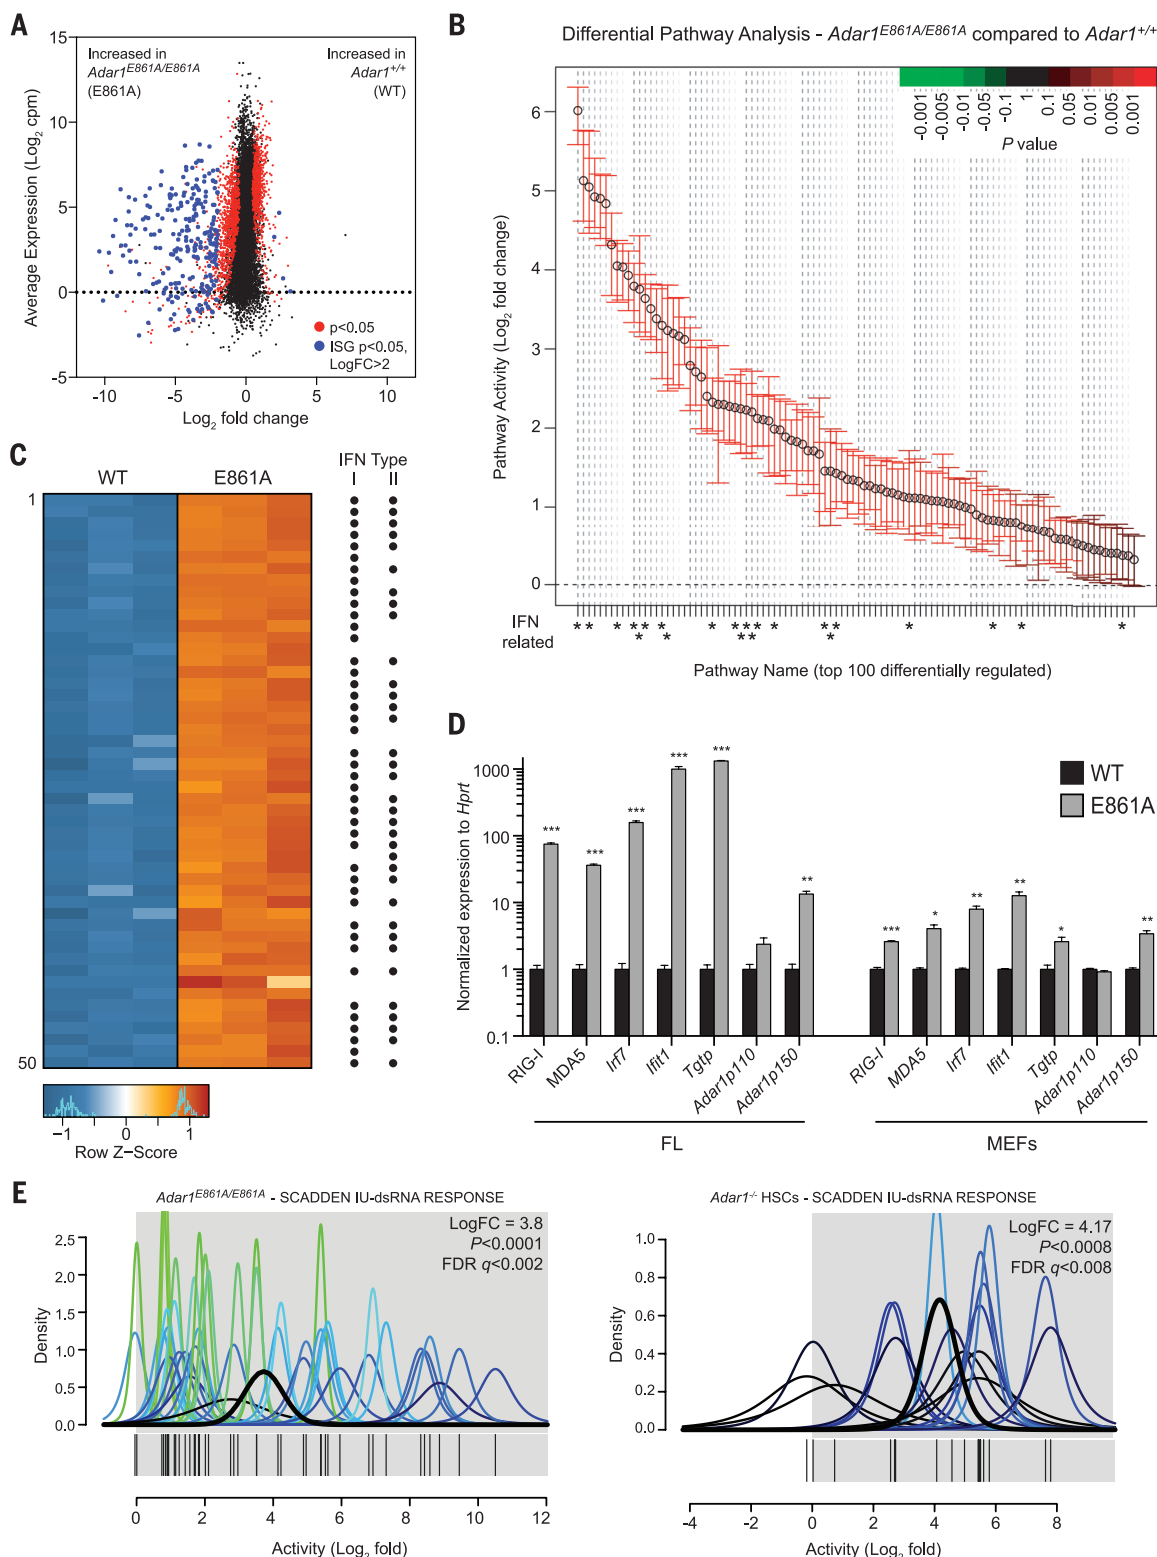 A
15
10
5
0
-5
Average Expression (Log2 cpm)
Increased in
Adar1E861A/E861A
(E861A)
Increased in
Adar1+/+
(WT)
p<0.05
ISG p<0.05,
LogFC>2
-10
-5
0
5
10
Log2 fold change
B
Differential Pathway Analysis - Adar1E861A/E861A compared to Adar1+/+
6
5
4
3
2
1
0
Pathway Activity (Log2 fold change)
-0.001
-0.005
-0.01
-0.05
-0.1
1
0.1
0.05
0.01
0.005
0.001
P value
IFN
related
* * * * * * * * * * * * * * * * * * *
* * * * *
Pathway Name (top 100 differentially regulated)
C
WT
E861A
IFN Type
I
II
1
50
−1
0
1
Row Z−Score
D
1000
100
10
1
0.1
Normalized expression to Hprt
WT
E861A
*** *** *** *** *** **
*** * ** ** * **
RIG-I
MDA5
Irf7
Ifit1
Tgtp
Adar1p110
Adar1p150
RIG-I
MDA5
Irf7
Ifit1
Tgtp
Adar1p110
Adar1p150
FL
MEFs
E
Adar1E861A/E861A - SCADDEN IU-dsRNA RESPONSE
LogFC = 3.8
P<0.0001
FDR q<0.002
2.5
2.0
1.5
1.0
0.5
0.0
Density
0
2
4
6
8
10
12
Activity (Log2 fold)
Adar1-/- HSCs - SCADDEN IU-dsRNA RESPONSE
LogFC = 4.17
P<0.0008
FDR q<0.008
1.0
0.8
0.6
0.4
0.2
0.0
Density
-4
-2
0
2
4
6
8
Activity (Log2 fold)